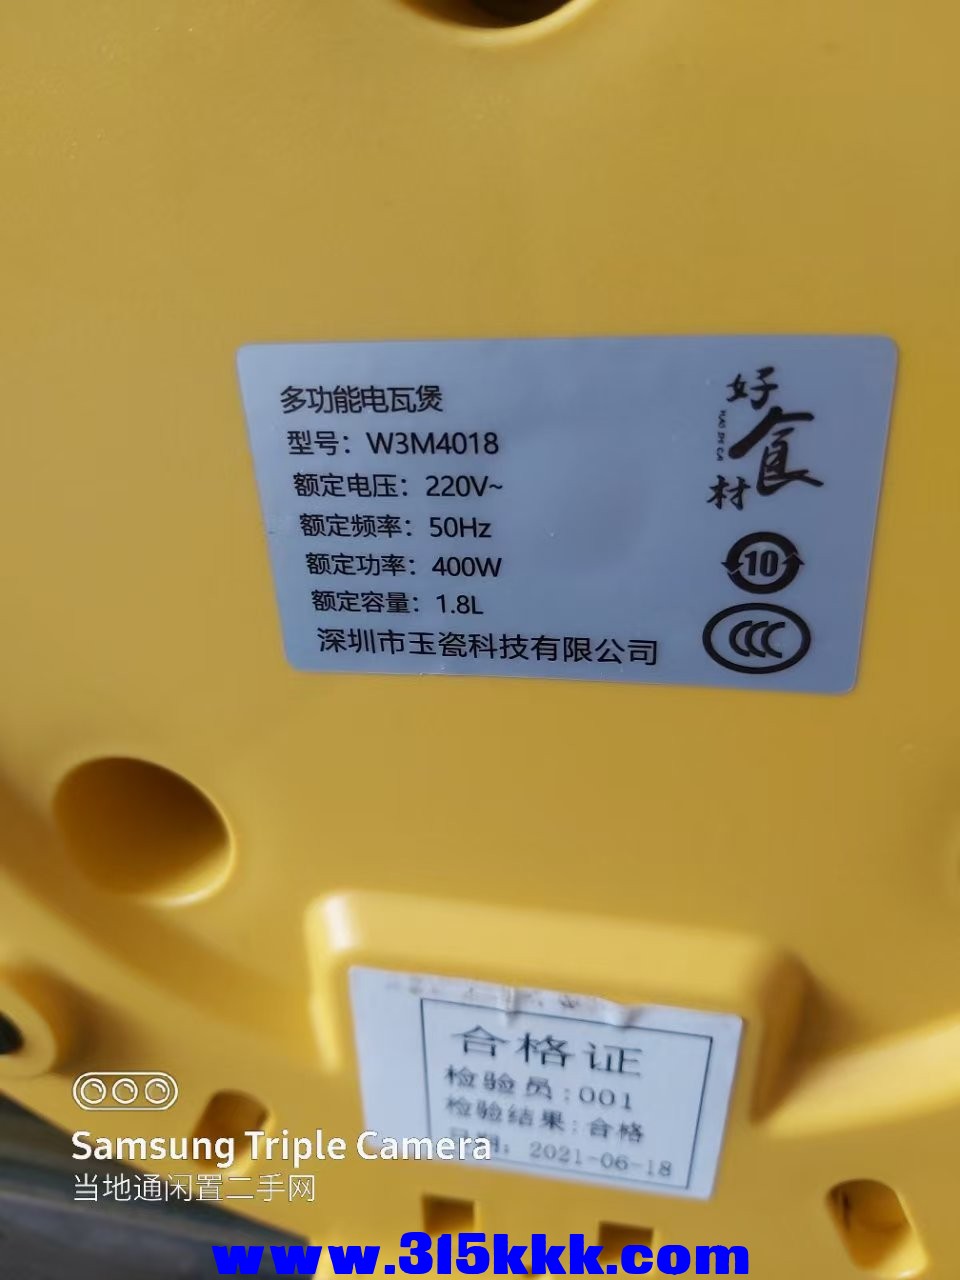 多功能电瓦煲
型号：W3M4018
额定电压：220V~
额定频率：50Hz
额定功率：400W
额定容量：1.8L
深圳市玉瓷科技有限公司
好食材
10
CCC
合格证
检验员：001
检验结果：合格
日期：2021-06-18
Samsung Triple Camera
当地通闲置二手网
www.315kkk.com